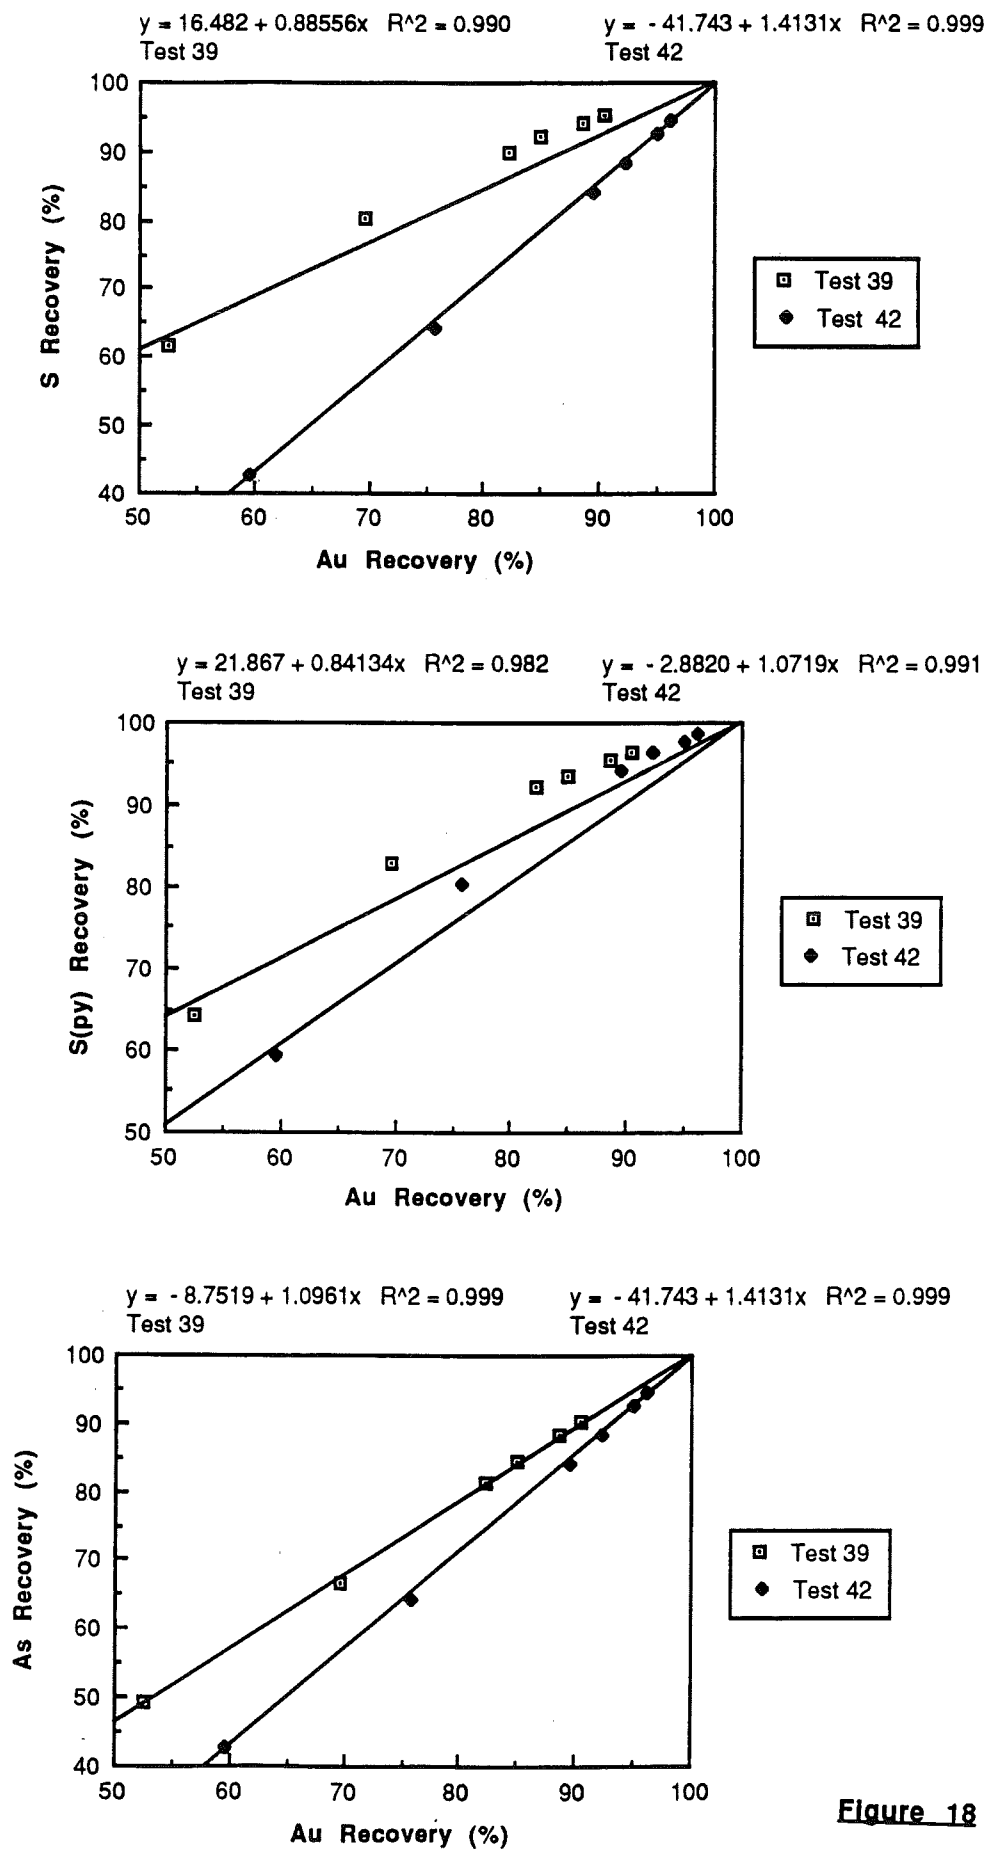 y = 16.482 + 0.88556x R^2 = 0.990 y = - 41.743 + 1.4131x R^2 = 0.999
Test 39 Test 42
100
90
80
70
60
50
40
S Recovery (%)
50 60 70 80 90 100
Au Recovery (%)
Test 39
Test 42
y = 21.867 + 0.84134x R^2 = 0.982 y = - 2.8820 + 1.0719x R^2 = 0.991
Test 39 Test 42
100
90
80
70
60
50
S(py) Recovery (%)
50 60 70 80 90 100
Au Recovery (%)
Test 39
Test 42
y = - 8.7519 + 1.0961x R^2 = 0.999 y = - 41.743 + 1.4131x R^2 = 0.999
Test 39 Test 42
100
90
80
70
60
50
40
As Recovery (%)
50 60 70 80 90 100
Au Recovery (%)
Test 39
Test 42
Figure 18